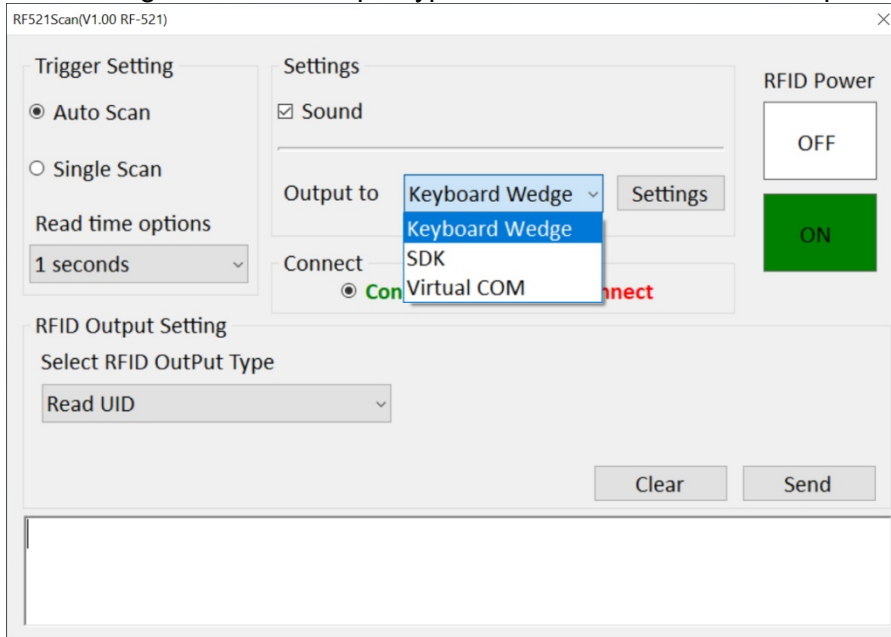 RF521Scan(V1.00 RF-521)
Trigger Setting
Auto Scan
Single Scan
Read time options
1 seconds
Settings
Sound
Output to
Keyboard Wedge
Settings
Keyboard Wedge
SDK
Virtual COM
Connect
RFID Power
OFF
ON
RFID Output Setting
Select RFID OutPut Type
Read UID
Clear
Send